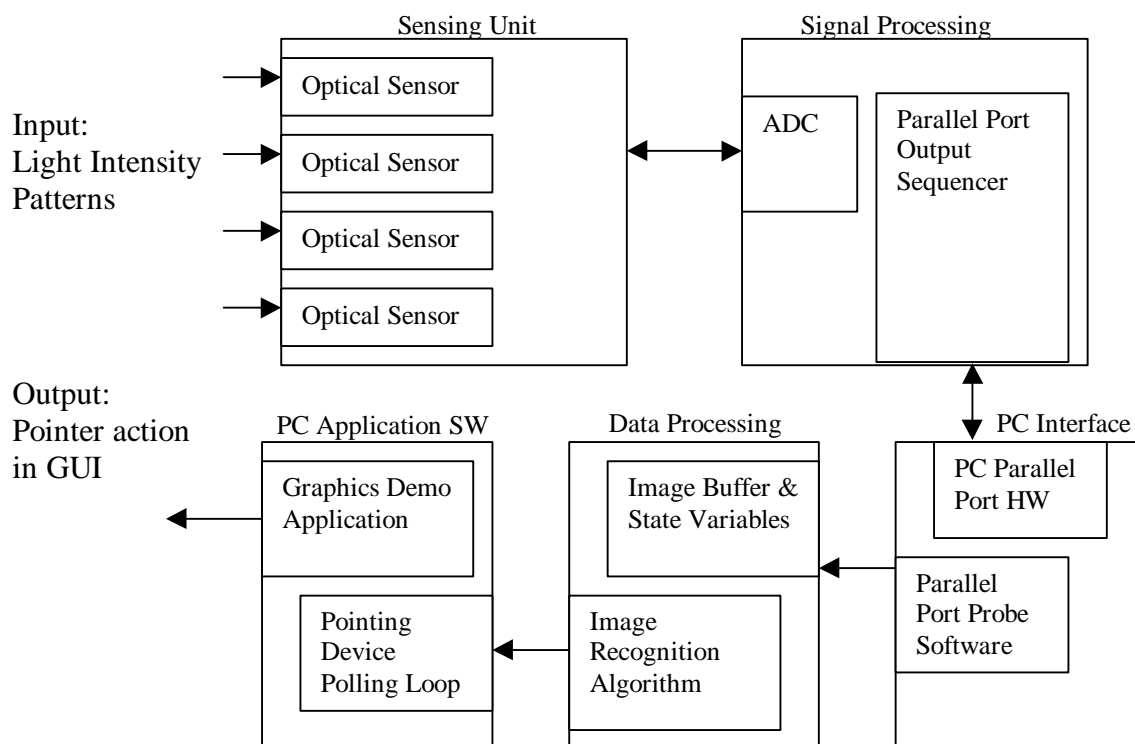 Sensing Unit
Signal Processing
Input:
Light Intensity
Patterns
Optical Sensor
Optical Sensor
Optical Sensor
Optical Sensor
ADC
Parallel Port
Output
Sequencer
Output:
Pointer action
in GUI
PC Application SW
Data Processing
PC Interface
Graphics Demo
Application
Pointing
Device
Polling Loop
Image Buffer &
State Variables
Image
Recognition
Algorithm
PC Parallel
Port HW
Parallel
Port Probe
Software